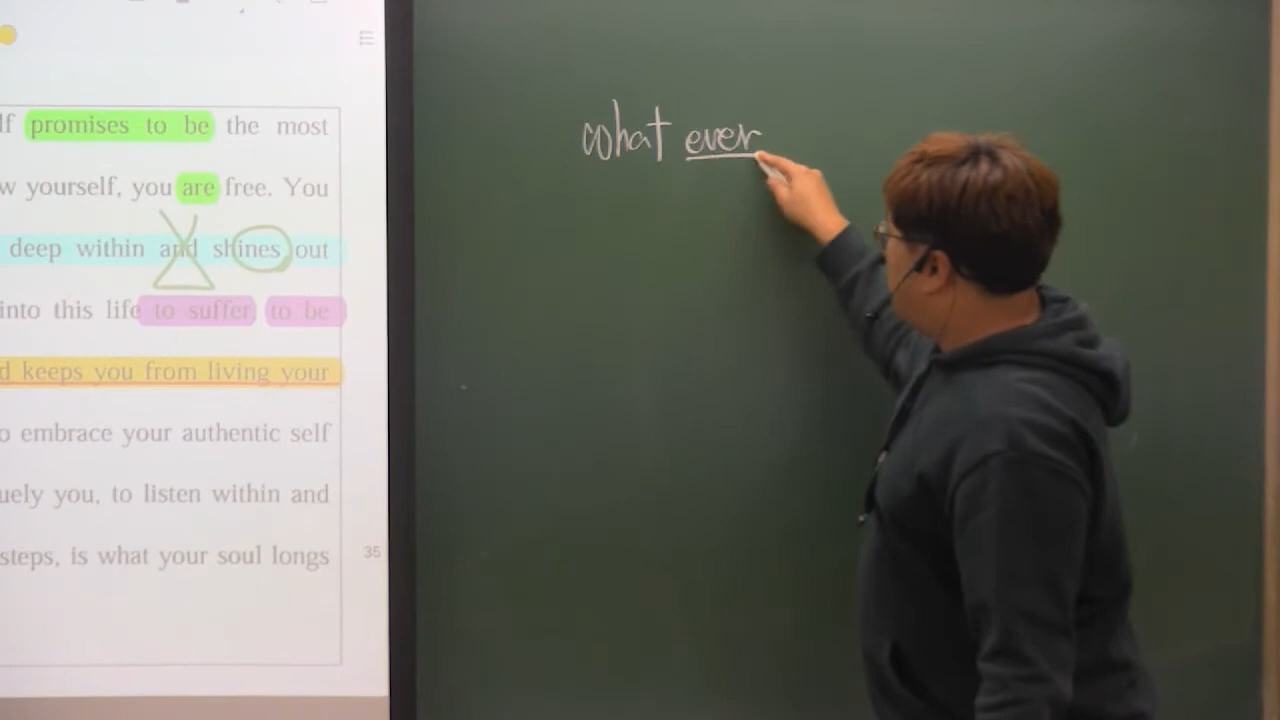 lf promises to be the most
w yourself, you are free. You
deep within and shines out
into this life to suffer, to be
d keeps you from living your
o embrace your authentic self
uely you, to listen within and
steps, is what your soul longs
35
what ever